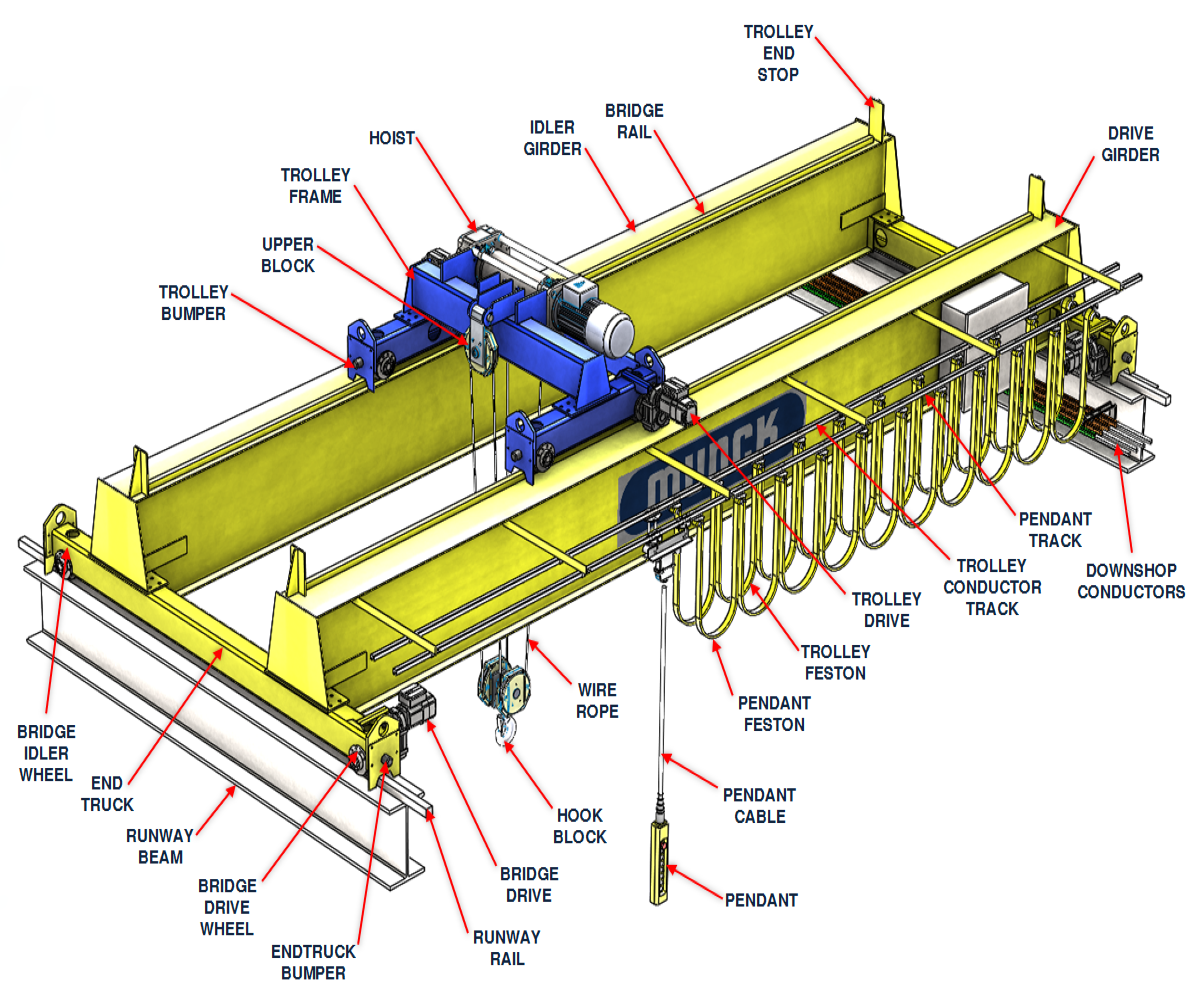 TROLLEY
END
STOP
BRIDGE
RAIL
IDLER
GIRDER
HOIST
DRIVE
GIRDER
TROLLEY
FRAME
UPPER
BLOCK
TROLLEY
BUMPER
MUNCK
PENDANT
TRACK
TROLLEY
CONDUCTOR
TRACK
DOWNSHOP
CONDUCTORS
TROLLEY
DRIVE
TROLLEY
FESTON
PENDANT
FESTON
WIRE
ROPE
BRIDGE
IDLER
WHEEL
END
TRUCK
RUNWAY
BEAM
HOOK
BLOCK
PENDANT
CABLE
BRIDGE
DRIVE
WHEEL
BRIDGE
DRIVE
PENDANT
ENDTRUCK
BUMPER
RUNWAY
RAIL